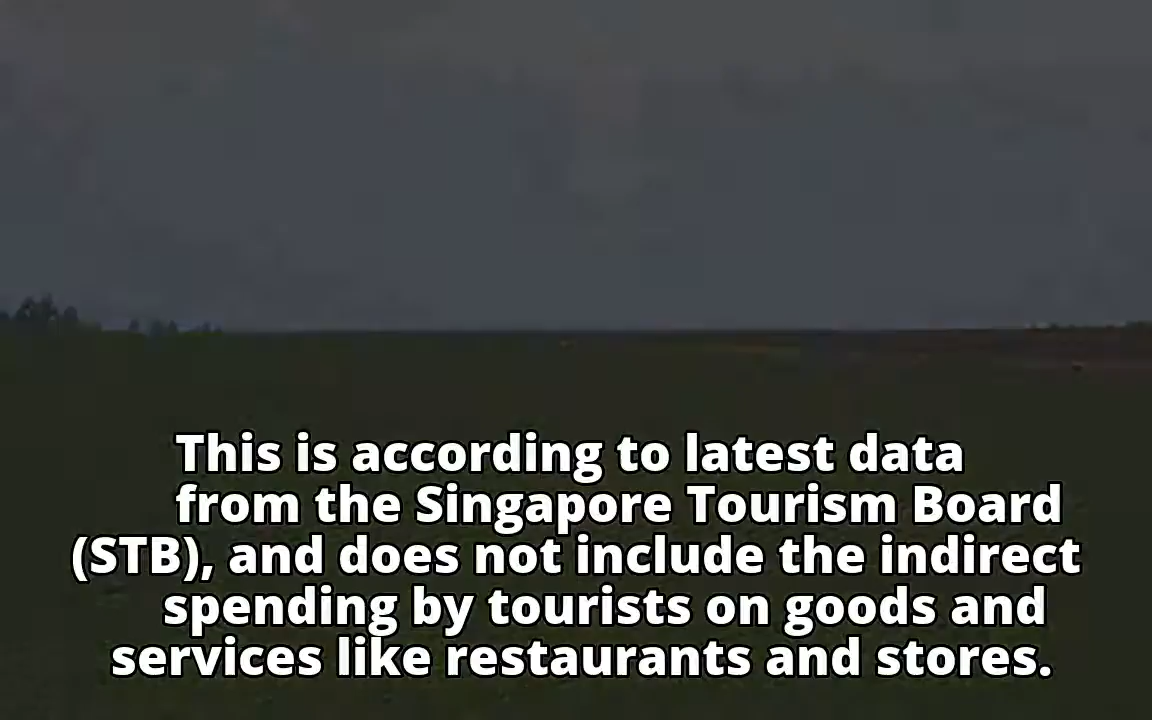 This is according to latest data
from the Singapore Tourism Board
(STB), and does not include the indirect
spending by tourists on goods and
services like restaurants and stores.